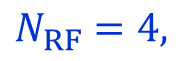 N_RF = 4,